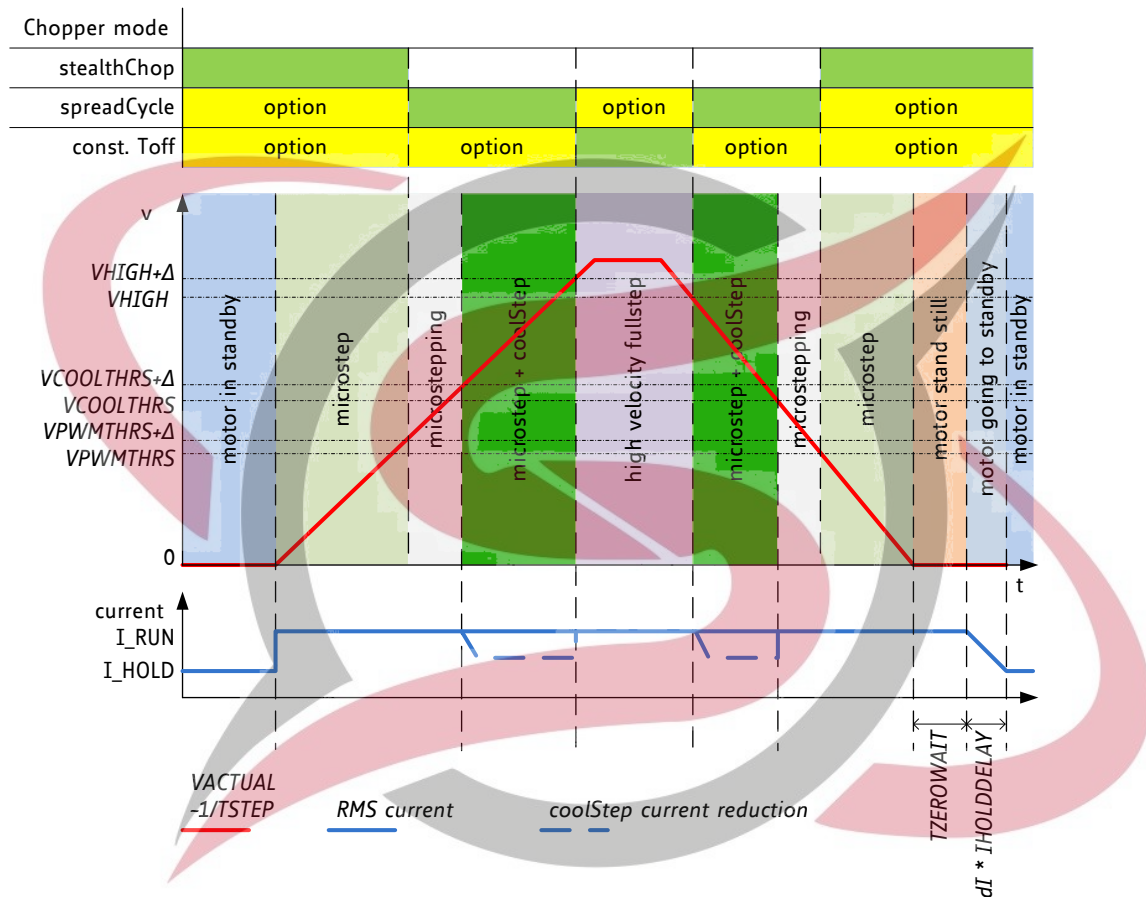 Chopper mode
stealthChop
spreadCycle option option option
const. Toff option option option option
v
VHIGH+Δ
VHIGH
VCOOLTHRS+Δ
VCOOLTHRS
VPWMTHRS+Δ
VPWMTHRS
0
motor in standby
microstep
microstepping
microstep + coolStep
high velocity fullstep
microstep + coolStep
microstepping
microstep
motor stand still
motor going to standby
motor in standby
t
current
I_RUN
I_HOLD
TZEROWAIT
dI * IHOLDDELAY
VACTUAL
~1/TSTEP
RMS current
coolStep current reduction